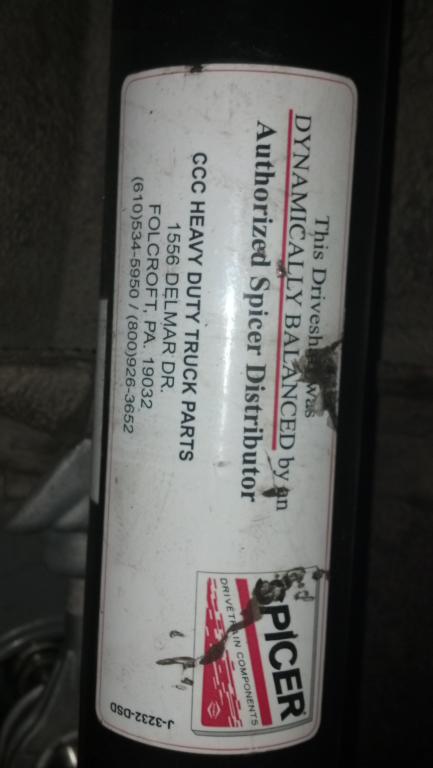 This Driveshaft was
DYNAMICALLY BALANCED by an
Authorized Spicer Distributor
CCC HEAVY DUTY TRUCK PARTS
1556 DELMAR DR.
FOLCROFT, PA. 19032
(610)534-5950 / (800)926-3652
SPICER
DRIVETRAIN COMPONENTS
J-3232-DSD